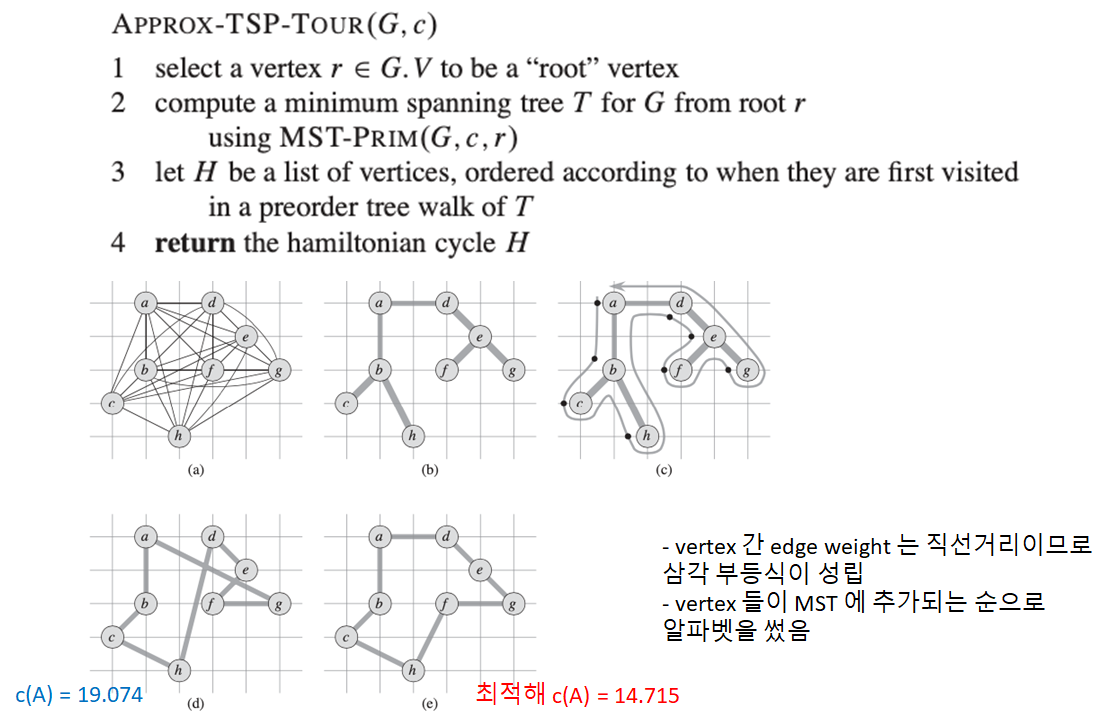 APPROX-TSP-TOUR(G, c)
1 select a vertex r ∈ G.V to be a “root” vertex
2 compute a minimum spanning tree T for G from root r
using MST-PRIM(G, c, r)
3 let H be a list of vertices, ordered according to when they are first visited
in a preorder tree walk of T
4 return the hamiltonian cycle H
a d e b f g c h
(a)
a d e b f g c h
(b)
a d e b f g c h
(c)
a d e b f g c h
(d)
a d e b f g c h
(e)
- vertex 간 edge weight 는 직선거리이므로
삼각 부등식이 성립
- vertex 들이 MST 에 추가되는 순으로
알파벳을 썼음
c(A) = 19.074
최적해 c(A) = 14.715